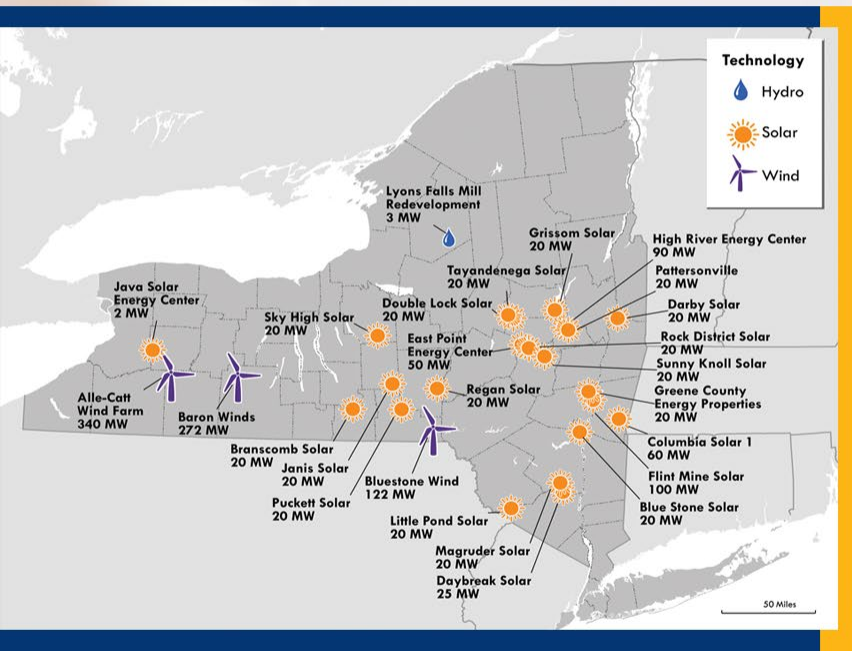 Technology
Hydro
Solar
Wind
Lyons Falls Mill
Redevelopment
3 MW
Grissom Solar
20 MW
High River Energy Center
90 MW
Tayandenega Solar
20 MW
Pattersonville
20 MW
Java Solar
Energy Center
2 MW
Double Lock Solar
20 MW
Darby Solar
20 MW
Sky High Solar
20 MW
East Point
Energy Center
50 MW
Rock District Solar
20 MW
Sunny Knoll Solar
20 MW
Regan Solar
20 MW
Greene County
Energy Properties
20 MW
Alle-Catt
Wind Farm
340 MW
Baron Winds
272 MW
Columbia Solar 1
60 MW
Branscomb Solar
20 MW
Janis Solar
20 MW
Bluestone Wind
122 MW
Flint Mine Solar
100 MW
Puckett Solar
20 MW
Blue Stone Solar
20 MW
Little Pond Solar
20 MW
Magruder Solar
20 MW
Daybreak Solar
25 MW
50 Miles